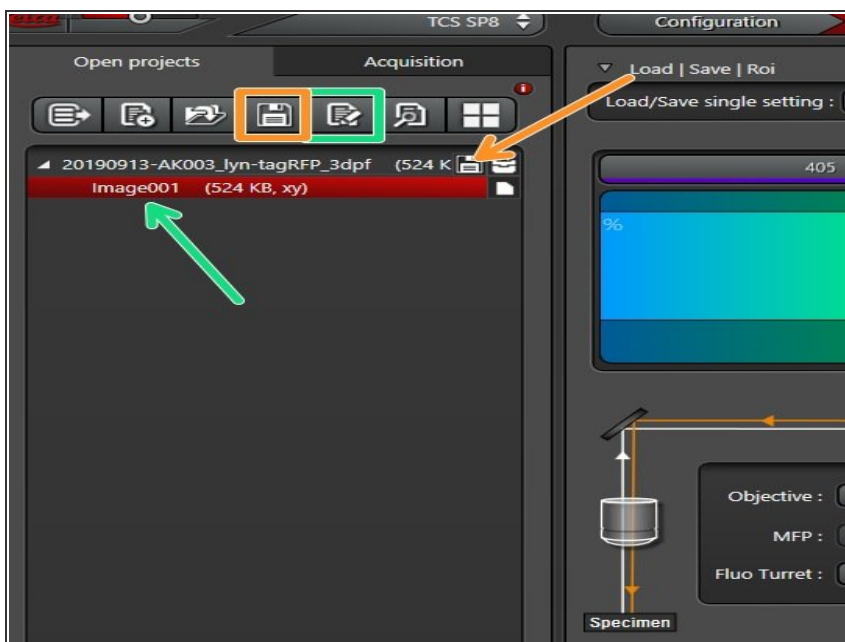 TCS SP8
Configuration
Open projects
Acquisition
Load | Save | Roi
Load/Save single setting :
20190913-AK003_lyn-tagRFP_3dpf (524 K
Image001 (524 KB, xy)
405
%
Objective :
MFP :
Fluo Turret :
Specimen